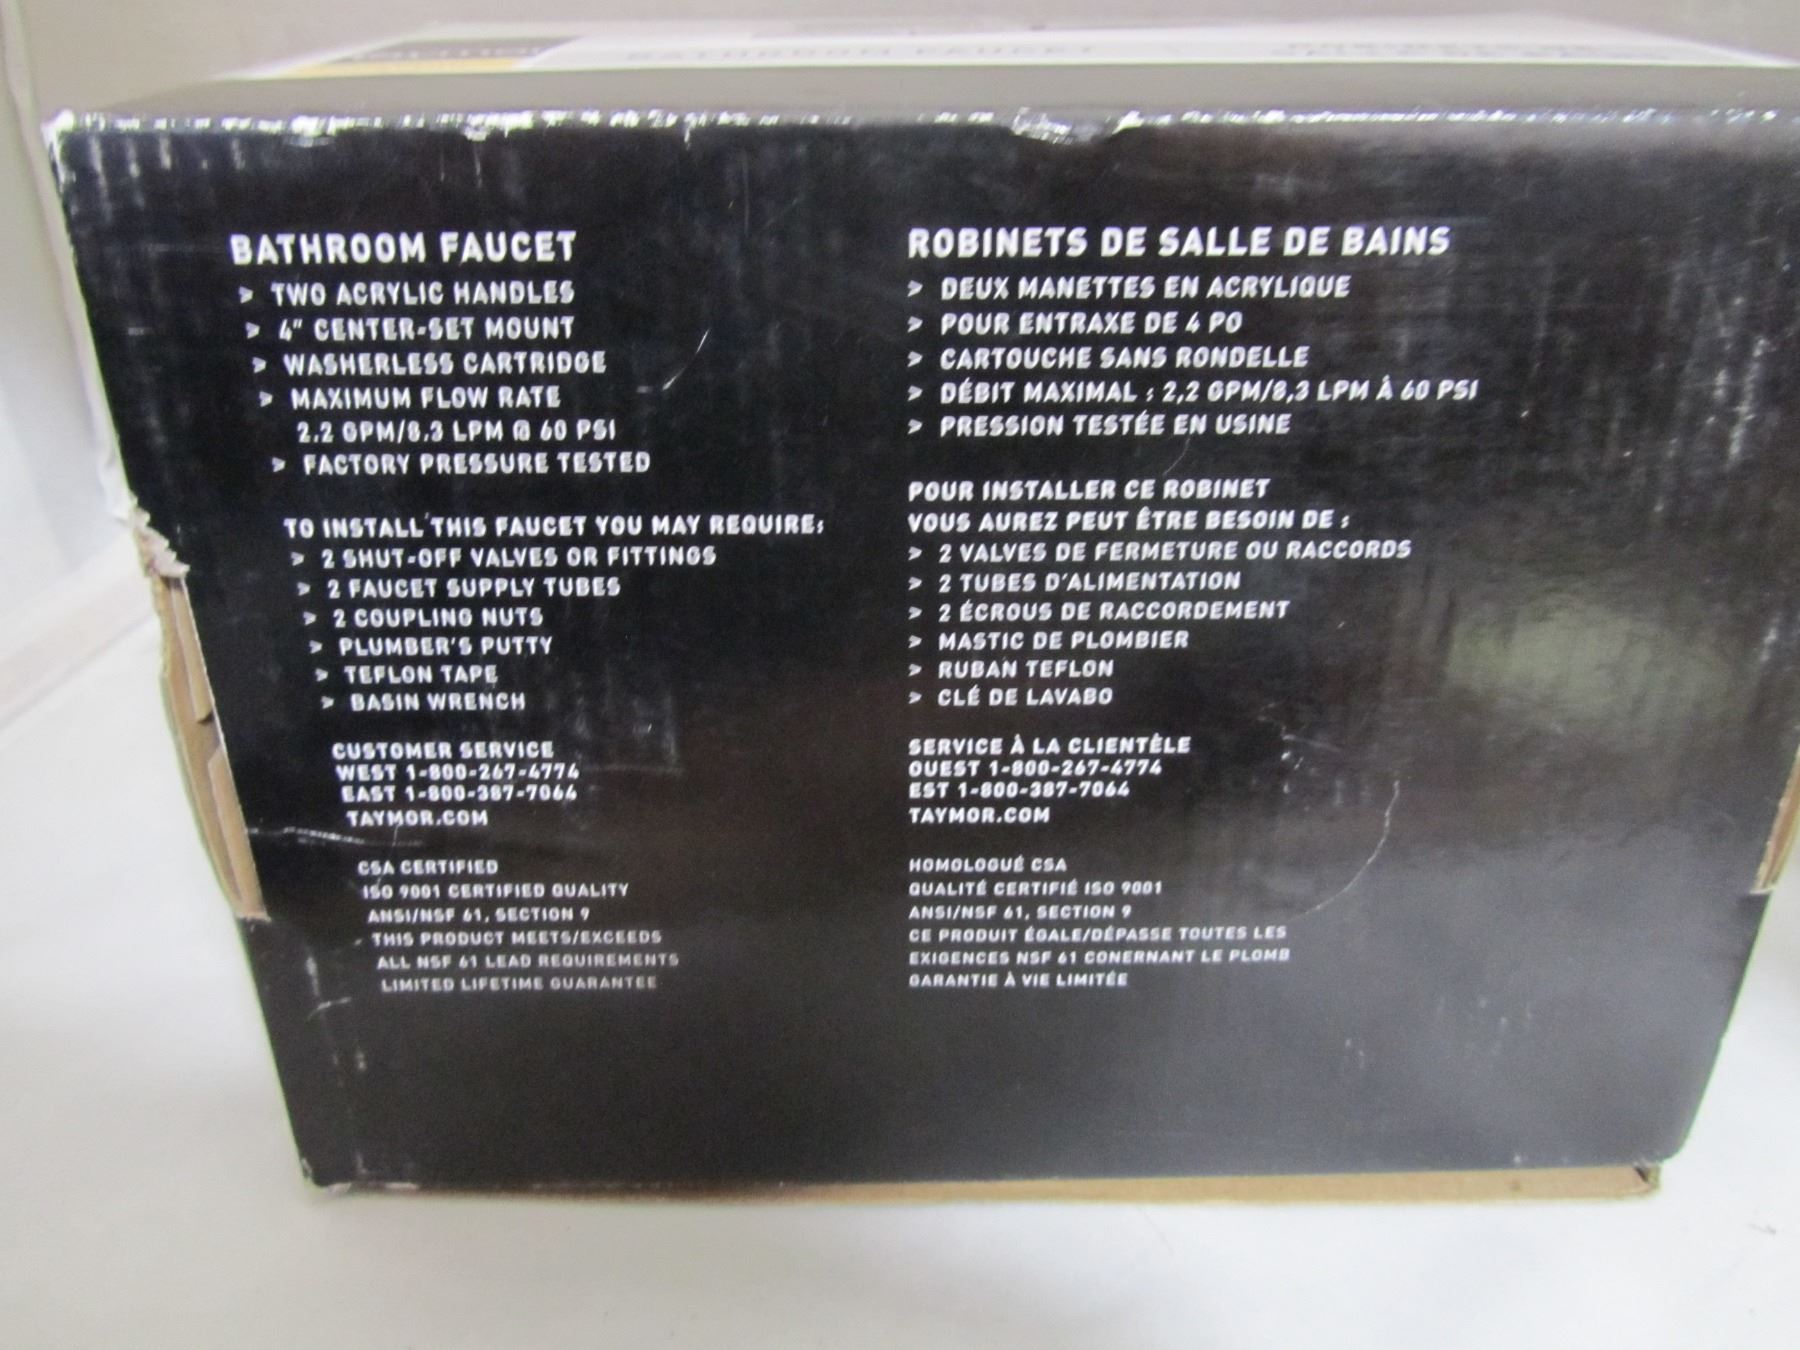 BATHROOM FAUCET
BATHROOM FAUCET
> TWO ACRYLIC HANDLES
> 4" CENTER-SET MOUNT
> WASHERLESS CARTRIDGE
> MAXIMUM FLOW RATE
2.2 GPM/8.3 LPM @ 60 PSI
> FACTORY PRESSURE TESTED
TO INSTALL THIS FAUCET YOU MAY REQUIRE:
> 2 SHUT-OFF VALVES OR FITTINGS
> 2 FAUCET SUPPLY TUBES
> 2 COUPLING NUTS
> PLUMBER'S PUTTY
> TEFLON TAPE
> BASIN WRENCH
CUSTOMER SERVICE
WEST 1-800-267-4774
EAST 1-800-387-7064
TAYMOR.COM
CSA CERTIFIED
ISO 9001 CERTIFIED QUALITY
ANSI/NSF 61, SECTION 9
THIS PRODUCT MEETS/EXCEEDS
ALL NSF 61 LEAD REQUIREMENTS
LIMITED LIFETIME GUARANTEE
ROBINETS DE SALLE DE BAINS
> DEUX MANETTES EN ACRYLIQUE
> POUR ENTRAXE DE 4 PO
> CARTOUCHE SANS RONDELLE
> DÉBIT MAXIMAL : 2,2 GPM/8,3 LPM À 60 PSI
> PRESSION TESTÉE EN USINE
POUR INSTALLER CE ROBINET
VOUS AUREZ PEUT ÊTRE BESOIN DE :
> 2 VALVES DE FERMETURE OU RACCORDS
> 2 TUBES D'ALIMENTATION
> 2 ÉCROUS DE RACCORDEMENT
> MASTIC DE PLOMBIER
> RUBAN TEFLON
> CLÉ DE LAVABO
SERVICE À LA CLIENTÈLE
OUEST 1-800-267-4774
EST 1-800-387-7064
TAYMOR.COM
HOMOLOGUÉ CSA
QUALITÉ CERTIFIÉ ISO 9001
ANSI/NSF 61, SECTION 9
CE PRODUIT ÉGALE/DÉPASSE TOUTES LES
EXIGENCES NSF 61 CONERNANT LE PLOMB
GARANTIE À VIE LIMITÉE